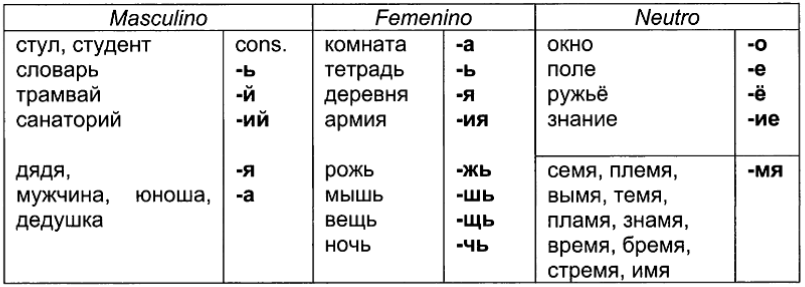 Masculino Femenino Neutro
стул, студент cons. комната -а окно -о
словарь -ь тетрадь -ь поле -е
трамвай -й деревня -я ружьё -ё
санаторий -ий армия -ия знание -ие
дядя, -я рожь -жь семя, племя, -мя
мужчина, юноша, -а мышь -шь вымя, темя,
дедушка вещь -щь пламя, знамя,
ночь -чь время, бремя,
стремя, имя